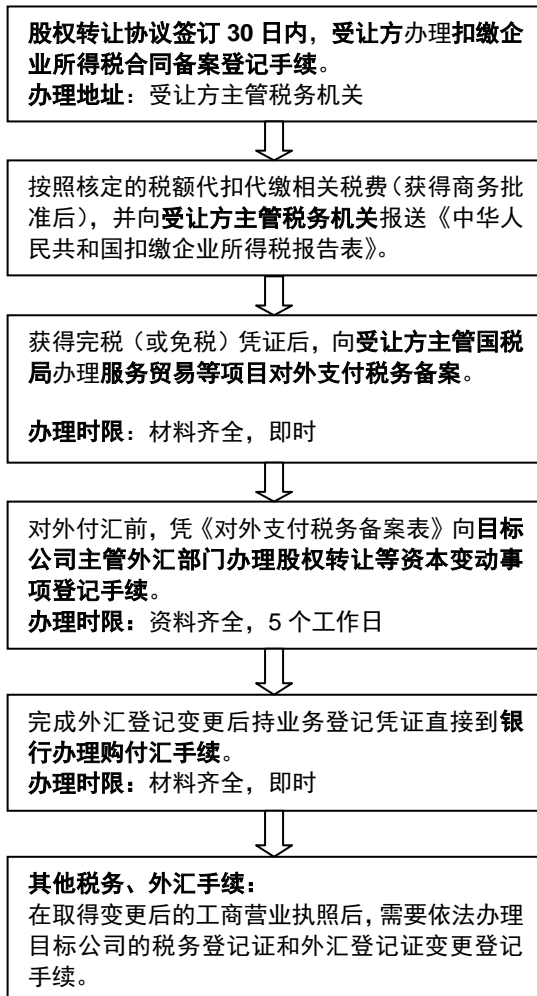 股权转让协议签订 30 日内，受让方办理扣缴企
业所得税合同备案登记手续。
办理地址：受让方主管税务机关
按照核定的税额代扣代缴相关税费（获得商务批
准后），并向受让方主管税务机关报送《中华人
民共和国扣缴企业所得税报告表》。
获得完税（或免税）凭证后，向受让方主管国税
局办理服务贸易等项目对外支付税务备案。
办理时限：材料齐全，即时
对外付汇前，凭《对外支付税务备案表》向目标
公司主管外汇部门办理股权转让等资本变动事
项登记手续。
办理时限：资料齐全，5 个工作日
完成外汇登记变更后持业务登记凭证直接到银
行办理购付汇手续。
办理时限：材料齐全，即时
其他税务、外汇手续：
在取得变更后的工商营业执照后，需要依法办理
目标公司的税务登记证和外汇登记证变更登记
手续。